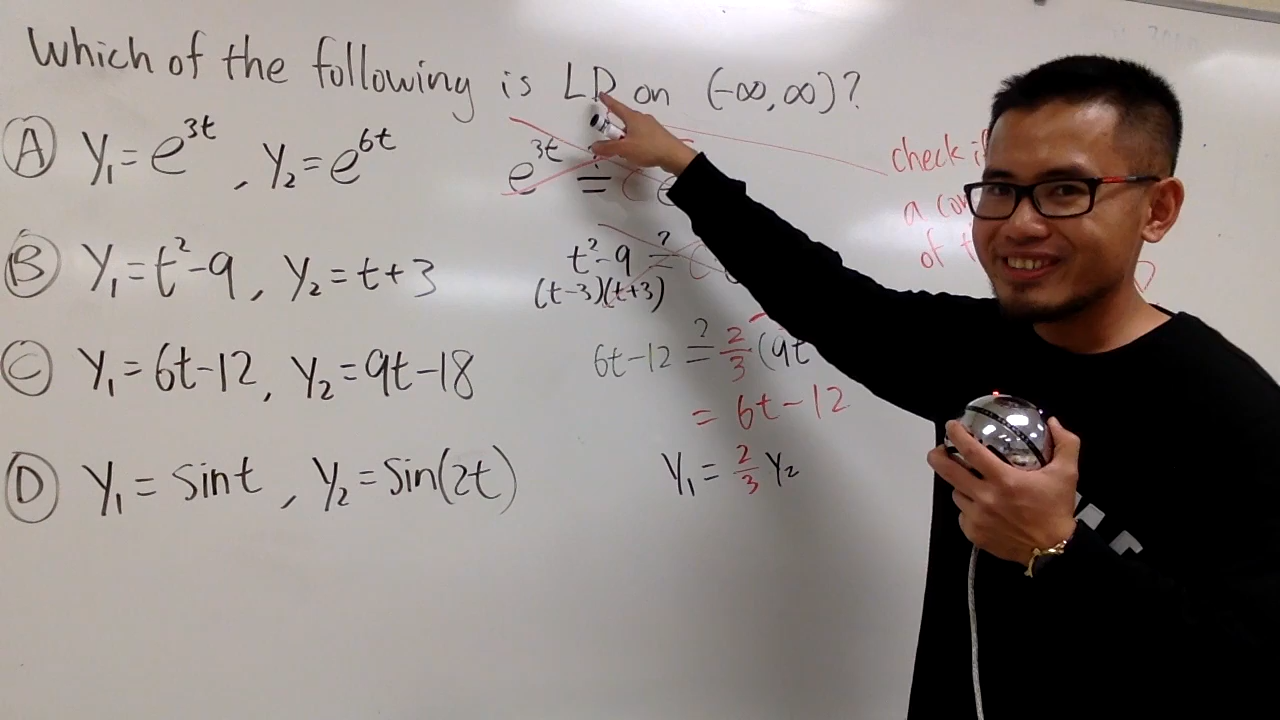 Which of the following is LD on (-∞, ∞)?
A y₁ = e^{3t}, y₂ = e^{6t}
e^{3t} ≟ c e
check
a
of
B y₁ = t² - 9, y₂ = t + 3
t² - 9 ≟ c
(t-3)(t+3)
C y₁ = 6t - 12, y₂ = 9t - 18
6t - 12 ≟ 2/3 (9t
= 6t - 12
D y₁ = sin t, y₂ = sin(2t)
y₁ = 2/3 y₂